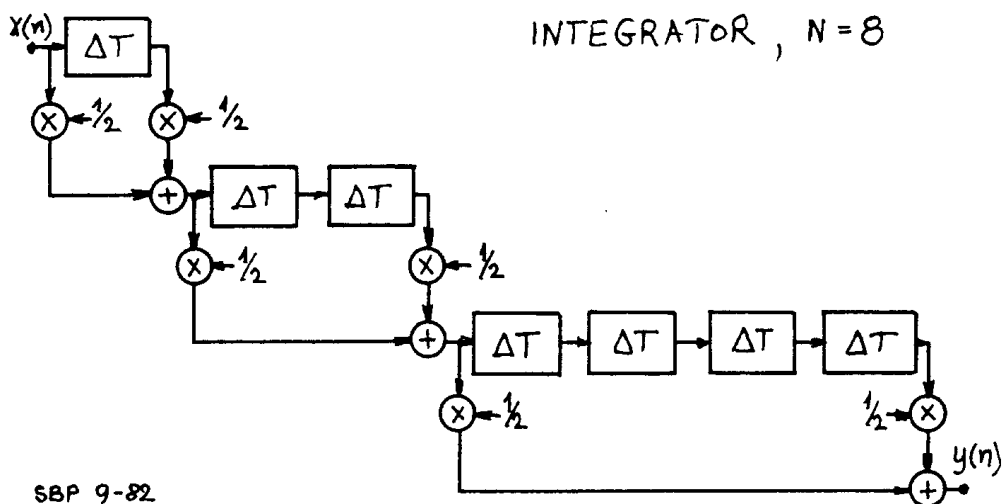 INTEGRATOR, N = 8
x(n)
ΔT
1/2 1/2
ΔT ΔT
1/2 1/2
ΔT ΔT ΔT ΔT
1/2 1/2
y(n)
SBP 9-82